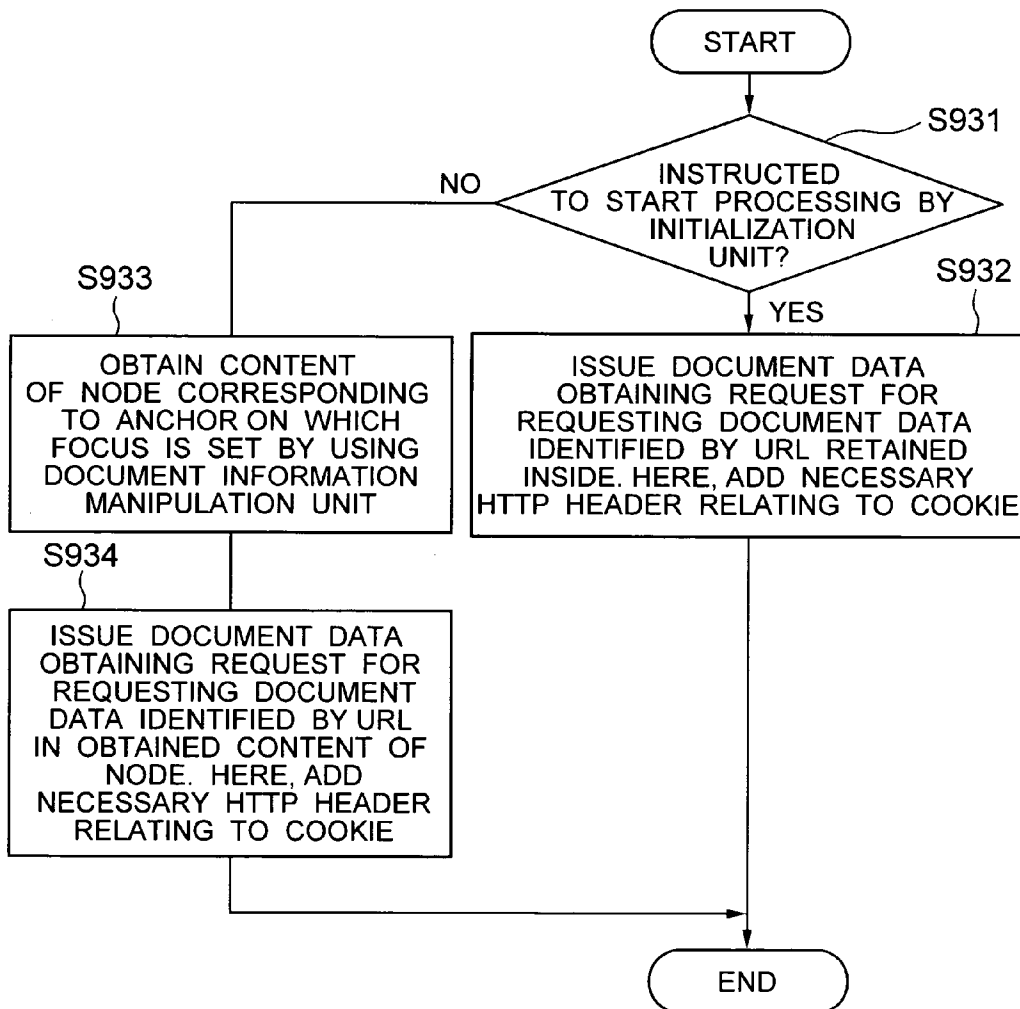 START
S931
INSTRUCTED
TO START PROCESSING BY
INITIALIZATION
UNIT?
NO
YES
S932
ISSUE DOCUMENT DATA
OBTAINING REQUEST FOR
REQUESTING DOCUMENT DATA
IDENTIFIED BY URL RETAINED
INSIDE. HERE, ADD NECESSARY
HTTP HEADER RELATING TO COOKIE
S933
OBTAIN CONTENT
OF NODE CORRESPONDING
TO ANCHOR ON WHICH
FOCUS IS SET BY USING
DOCUMENT INFORMATION
MANIPULATION UNIT
S934
ISSUE DOCUMENT DATA
OBTAINING REQUEST FOR
REQUESTING DOCUMENT
DATA IDENTIFIED BY URL
IN OBTAINED CONTENT OF
NODE. HERE, ADD
NECESSARY HTTP HEADER
RELATING TO COOKIE
END